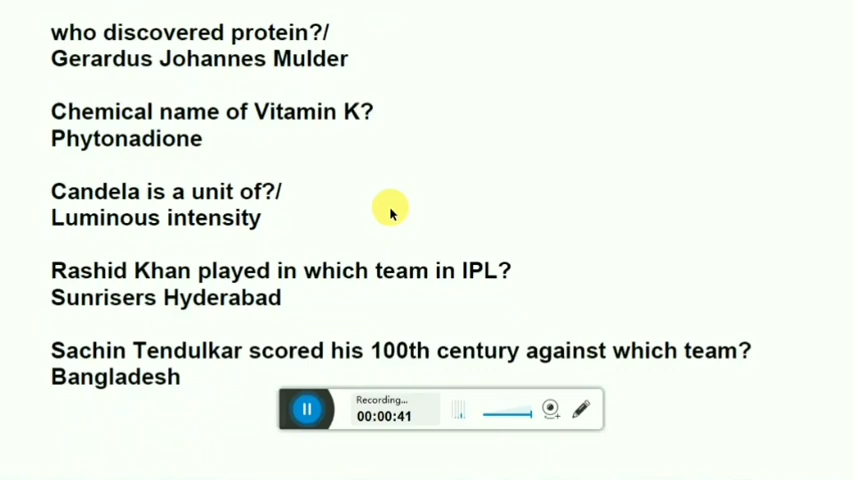 who discovered protein?/
Gerardus Johannes Mulder
Chemical name of Vitamin K?
Phytonadione
Candela is a unit of?/
Luminous intensity
Rashid Khan played in which team in IPL?
Sunrisers Hyderabad
Sachin Tendulkar scored his 100th century against which team?
Bangladesh
Recording...
00:00:41